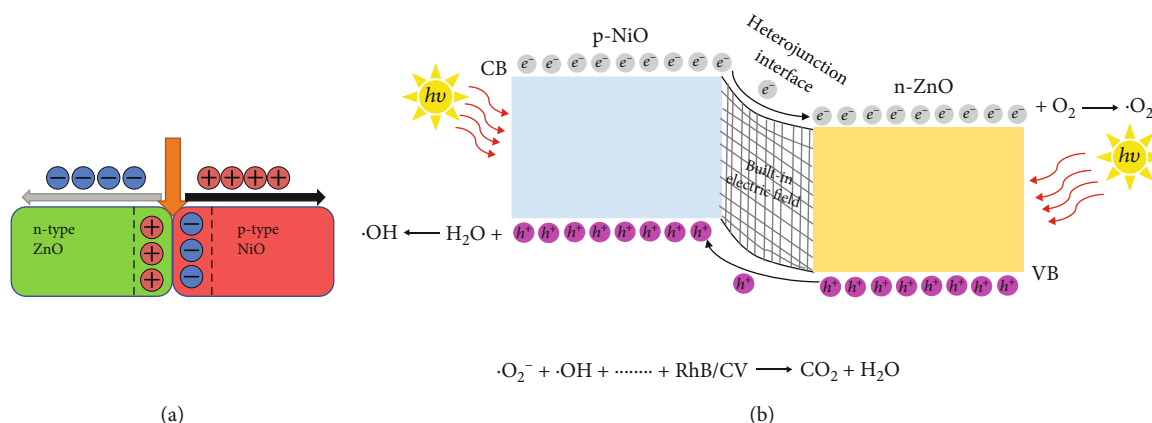 − − − −
+ + + +
n-type
ZnO
+
+
+
−
−
−
p-type
NiO
(a)
p-NiO
CB
e⁻ e⁻ e⁻ e⁻ e⁻ e⁻ e⁻ e⁻ e⁻
hν
Heterojunction
interface
e⁻
n-ZnO
e⁻ e⁻ e⁻ e⁻ e⁻ e⁻ e⁻ e⁻ e⁻
+ O₂ → ·O₂
hν
Built-in
electric field
·OH ← H₂O +
h⁺ h⁺ h⁺ h⁺ h⁺ h⁺ h⁺ h⁺
h⁺
h⁺ h⁺ h⁺ h⁺ h⁺ h⁺ h⁺ h⁺
VB
·O₂⁻ + ·OH + ········ + RhB/CV → CO₂ + H₂O
(b)